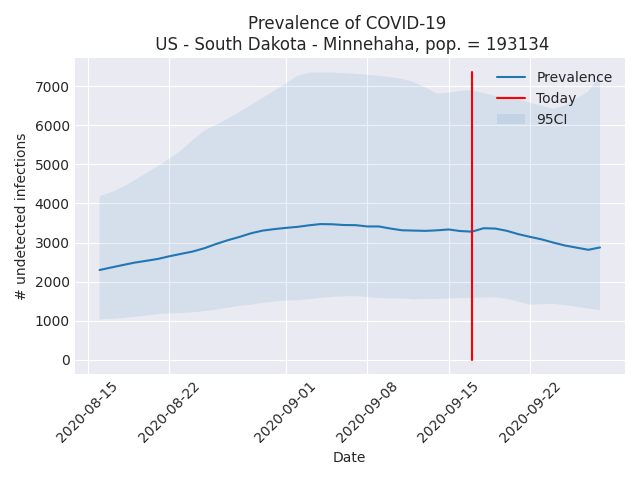 Prevalence of COVID-19
US - South Dakota - Minnehaha, pop. = 193134
Prevalence
Today
95CI
# undetected infections
7000
6000
5000
4000
3000
2000
1000
0
2020-08-15
2020-08-22
2020-09-01
2020-09-08
2020-09-15
2020-09-22
Date